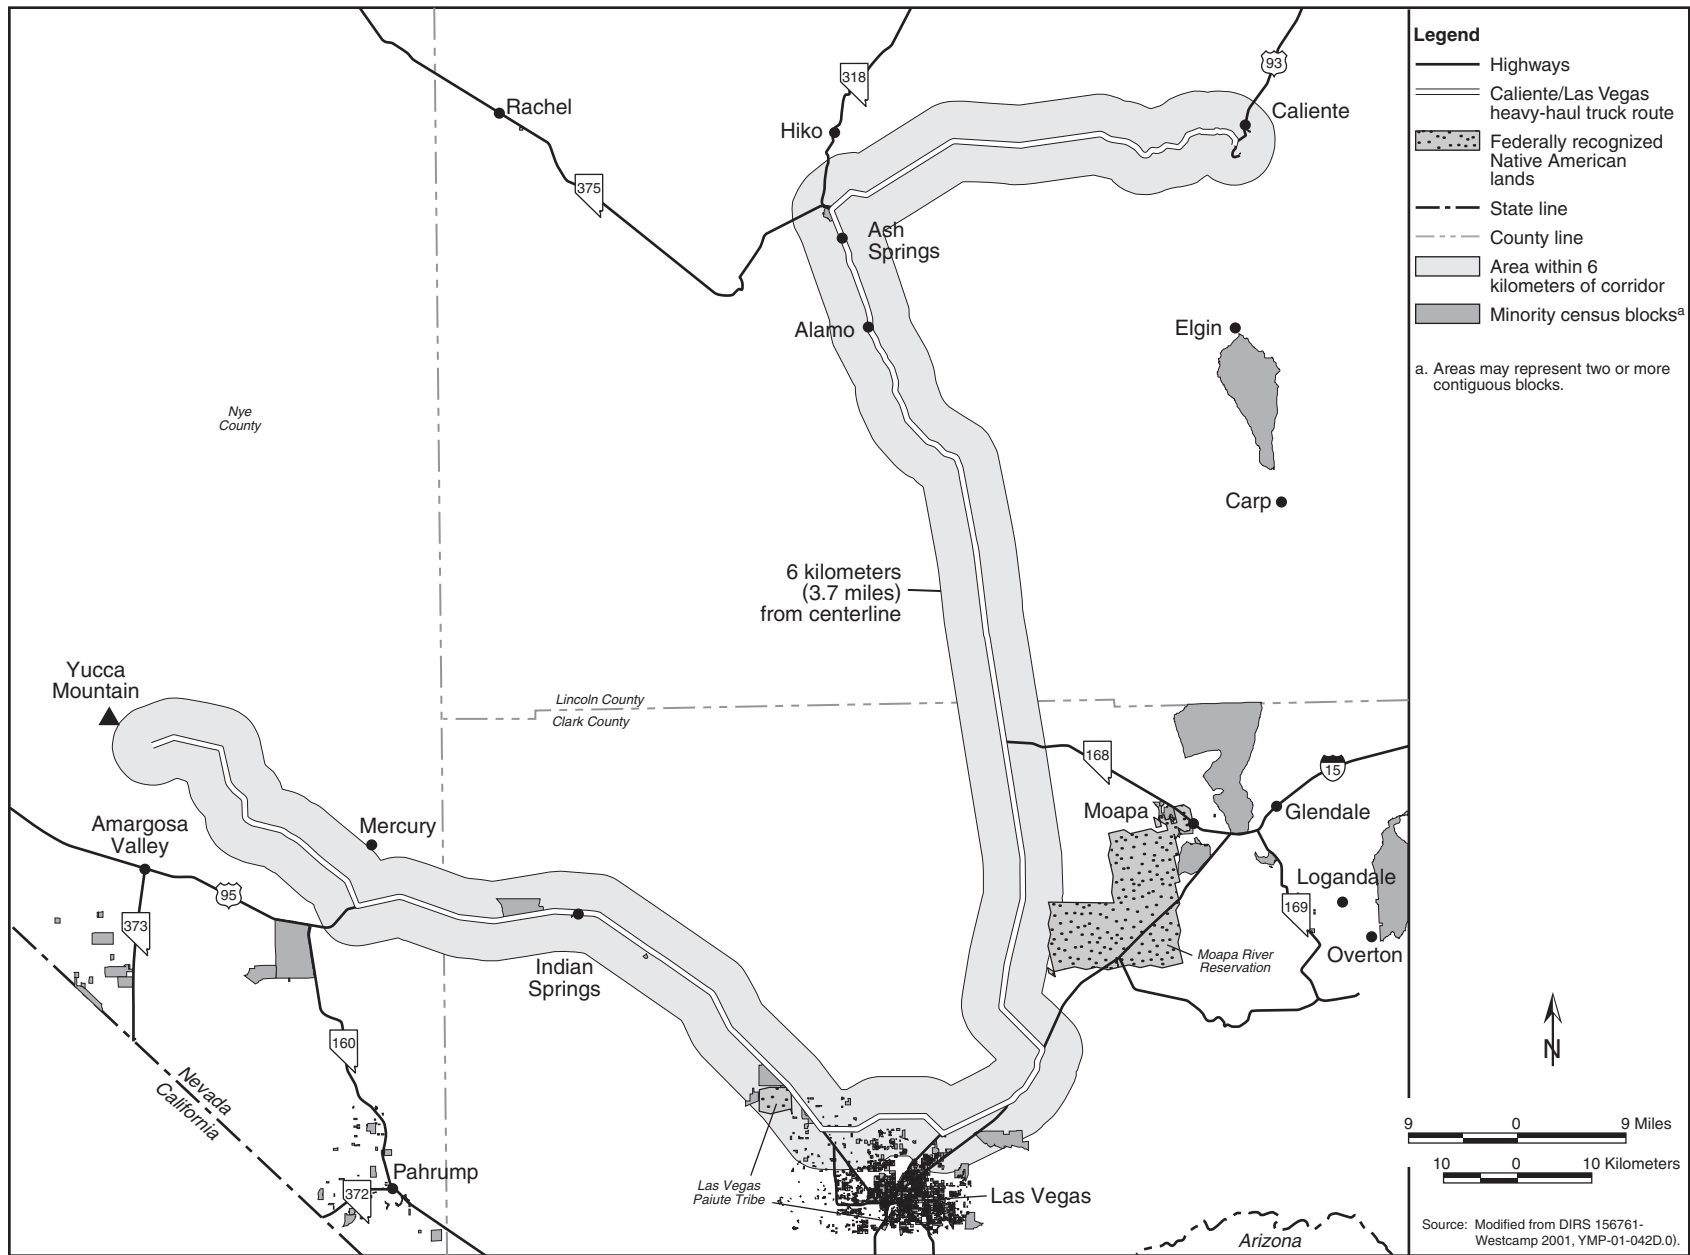 Rachel
375
318
Hiko
93
Caliente
Ash
Springs
Alamo
Elgin
Carp
Nye
County
6 kilometers
(3.7 miles)
from centerline
Yucca
Mountain
Lincoln County
Clark County
168
15
Moapa
Glendale
Amargosa
Valley
Mercury
95
373
Logandale
169
Overton
Moapa River
Reservation
Indian
Springs
160
Nevada
California
Pahrump
372
Las Vegas
Paiute Tribe
Las Vegas
Arizona
Legend
Highways
Caliente/Las Vegas
heavy-haul truck route
Federally recognized
Native American
lands
State line
County line
Area within 6
kilometers of corridor
Minority census blocksa
a. Areas may represent two or more
contiguous blocks.
N
9 0 9 Miles
10 0 10 Kilometers
Source: Modified from DIRS 156761-
Westcamp 2001, YMP-01-042D.0).